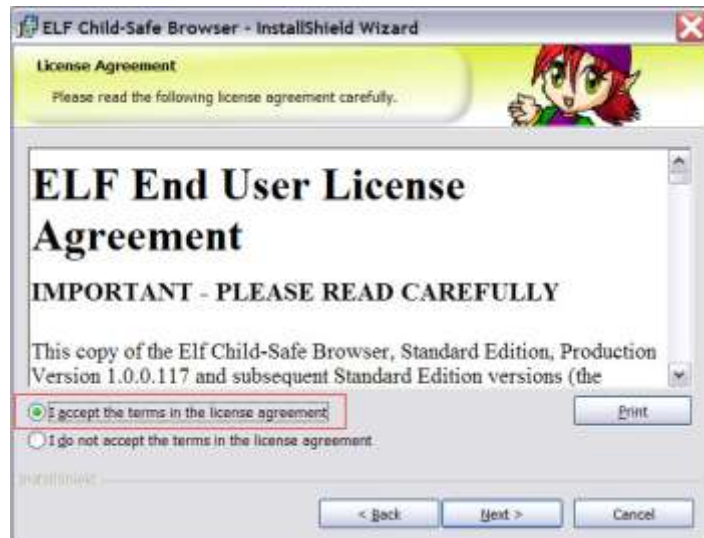 ELF Child-Safe Browser - InstallShield Wizard
License Agreement
Please read the following license agreement carefully.
ELF End User License
Agreement
IMPORTANT - PLEASE READ CAREFULLY
This copy of the Elf Child-Safe Browser, Standard Edition, Production
Version 1.0.0.117 and subsequent Standard Edition versions (the
I accept the terms in the license agreement
Print
I do not accept the terms in the license agreement
InstallShield
< Back
Next >
Cancel